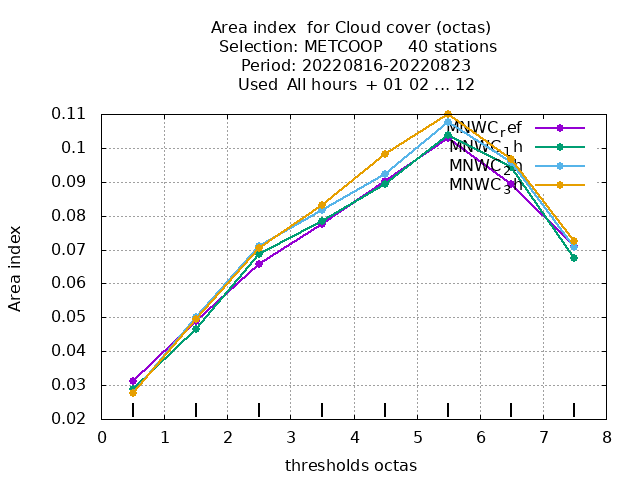 Area index  for Cloud cover (octas)
Selection: METCOOP     40 stations
Period: 20220816-20220823
Used  All hours  + 01 02 ... 12
0.11
0.1
0.09
0.08
0.07
0.06
0.05
0.04
0.03
0.02
Area index
MNWC_ref
MNWC_1h
MNWC_2h
MNWC_3h
0 1 2 3 4 5 6 7 8
thresholds octas